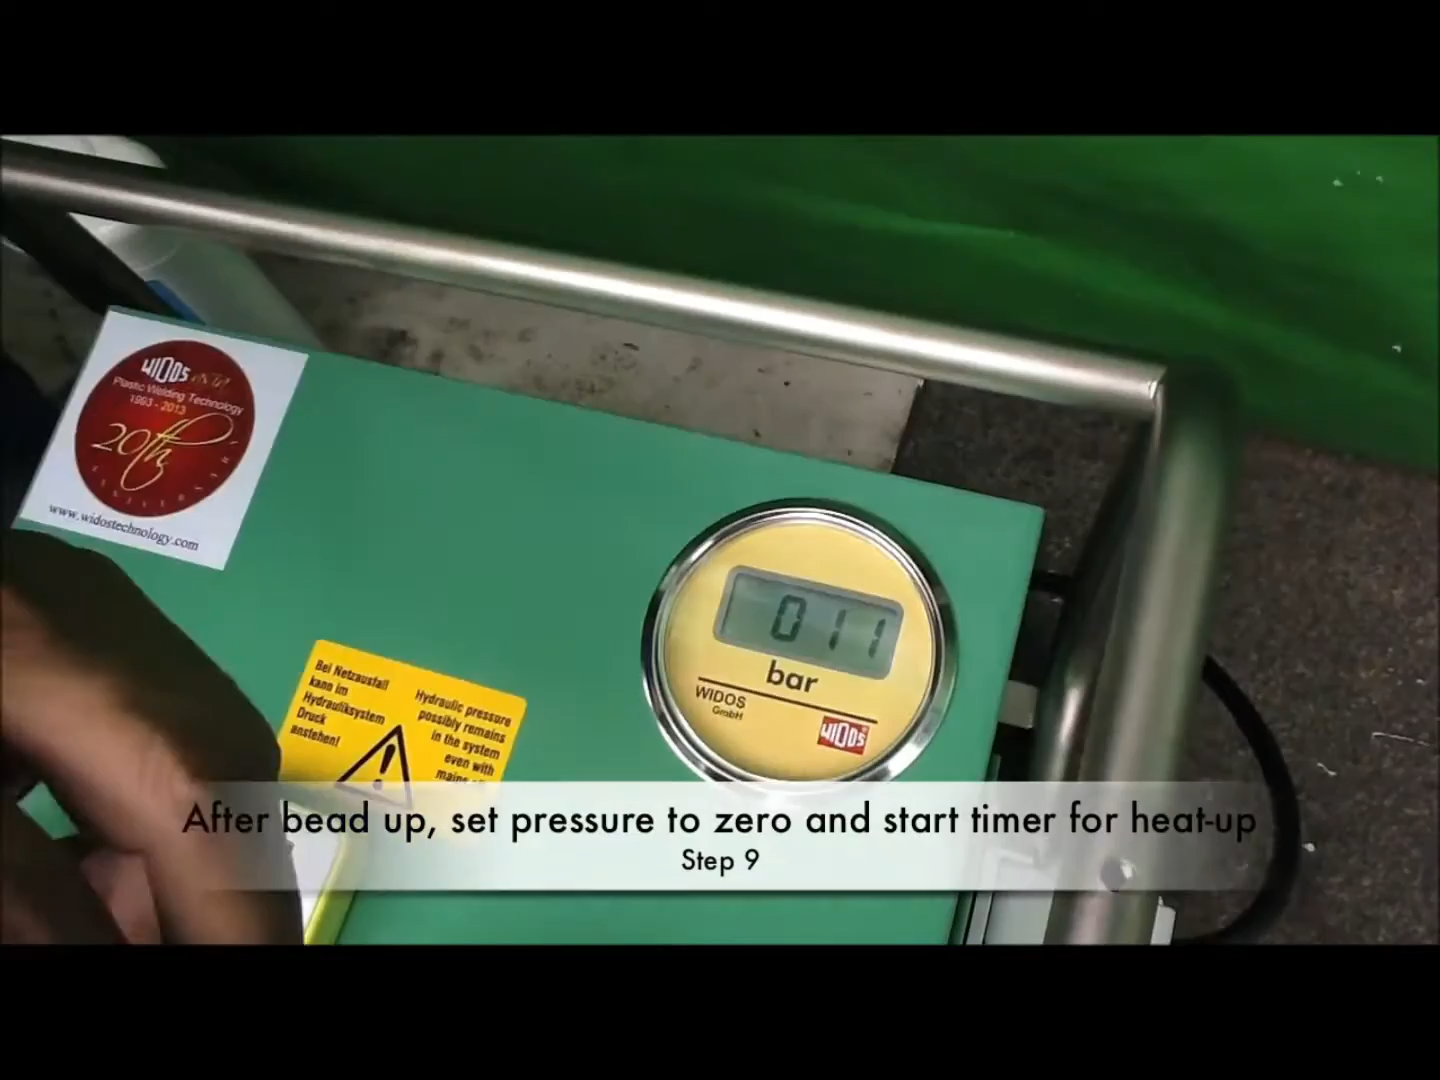 WIDOS
Plastic Welding Technology
1993 - 2013
20th
www.widostechnology.com
011
bar
WIDOS
GmbH
WIDOS
Bei Netzausfall
kann im
Hydrauliksystem
Druck
anstehen!
Hydraulic pressure
possibly remains
in the system
even with
mains
After bead up, set pressure to zero and start timer for heat-up
Step 9